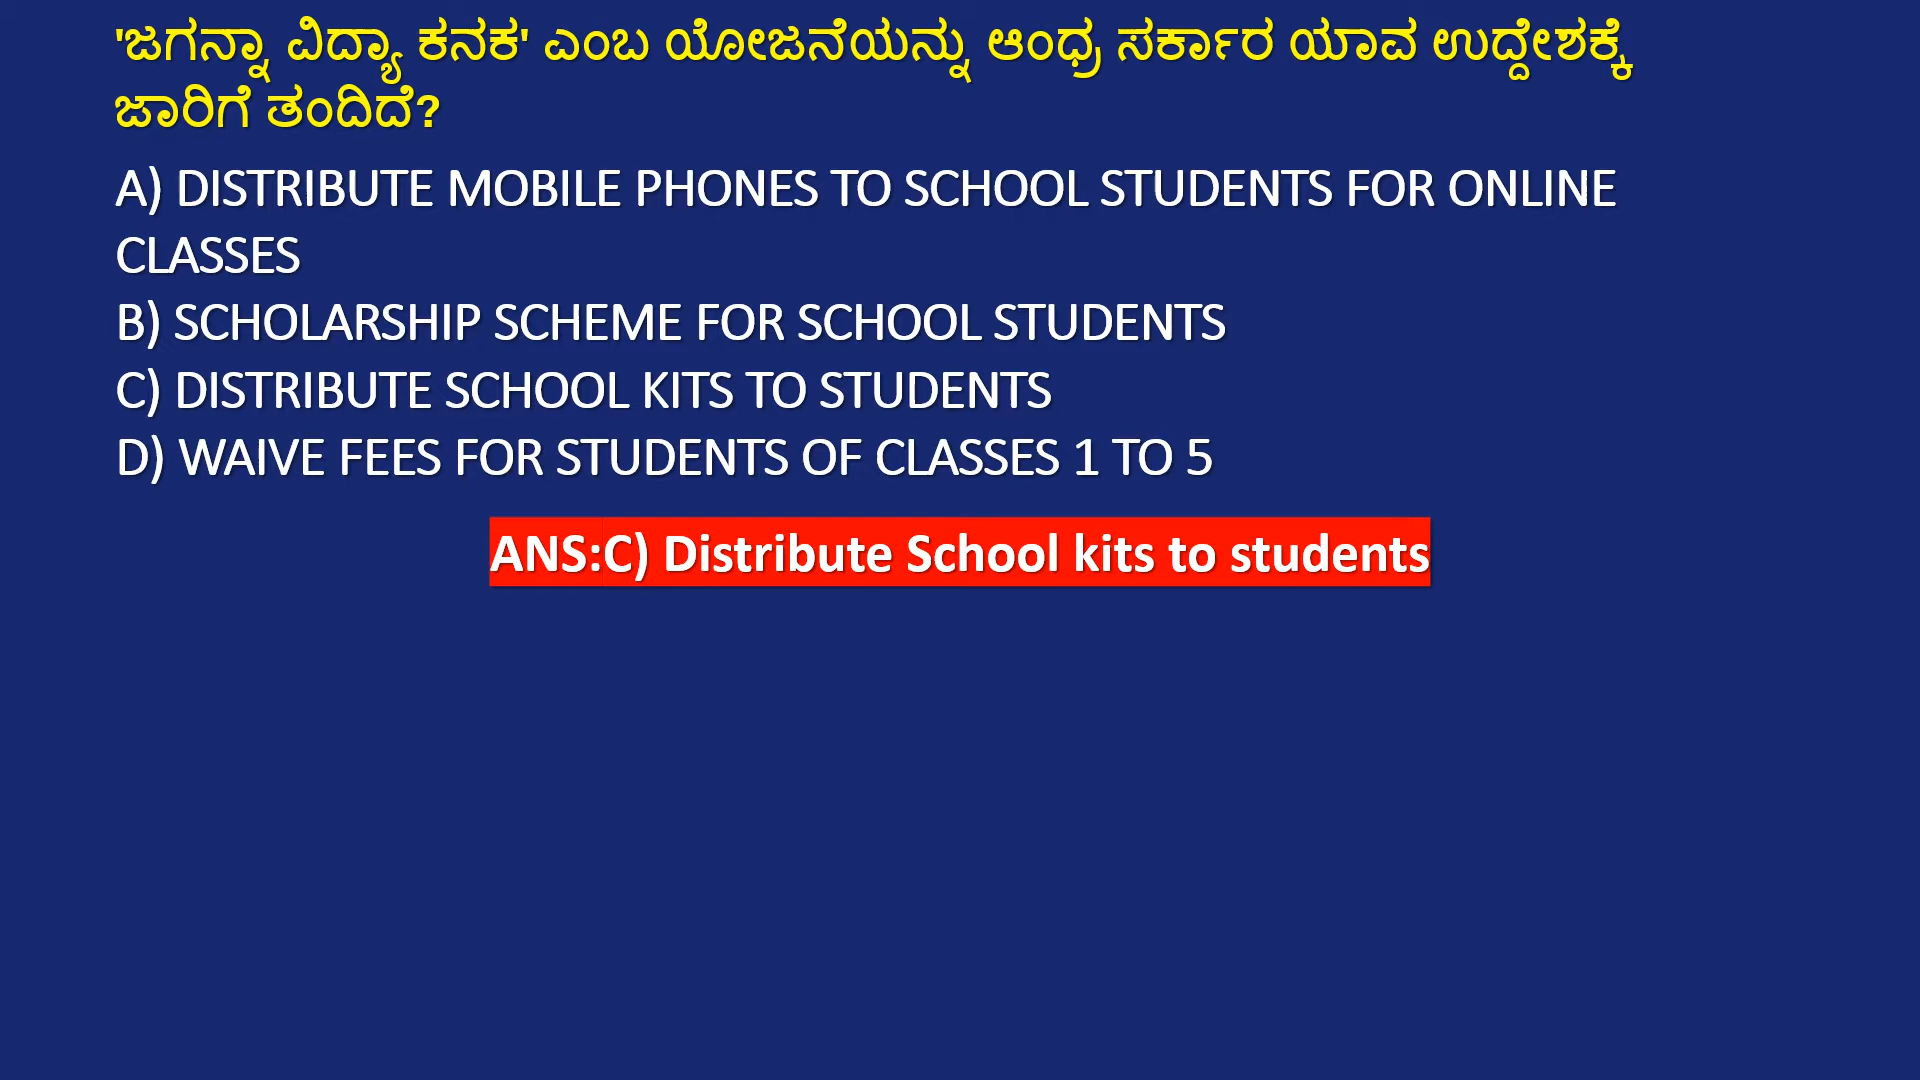 'ಜಗನ್ನಾ ವಿದ್ಯಾ ಕನಕ' ಎಂಬ ಯೋಜನೆಯನ್ನು ಆಂಧ್ರ ಸರ್ಕಾರ ಯಾವ ಉದ್ದೇಶಕ್ಕೆ
ಜಾರಿಗೆ ತಂದಿದೆ?
A) DISTRIBUTE MOBILE PHONES TO SCHOOL STUDENTS FOR ONLINE
CLASSES
B) SCHOLARSHIP SCHEME FOR SCHOOL STUDENTS
C) DISTRIBUTE SCHOOL KITS TO STUDENTS
D) WAIVE FEES FOR STUDENTS OF CLASSES 1 TO 5
ANS:C) Distribute School kits to students